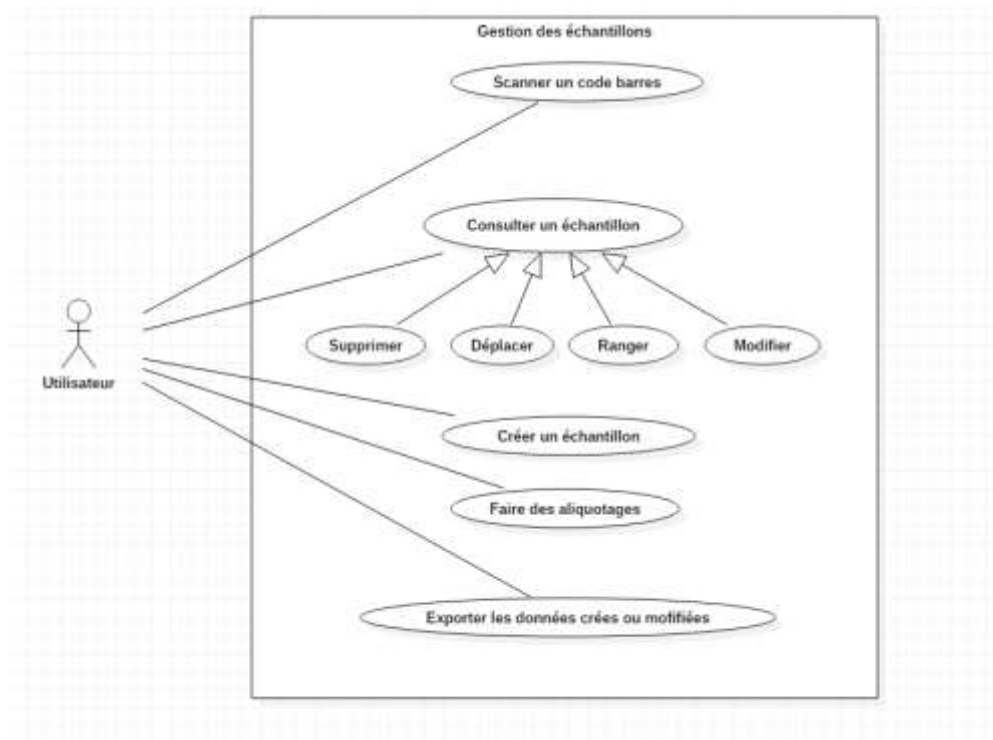 Gestion des échantillons
Scanner un code barres
Consulter un échantillon
Supprimer
Déplacer
Ranger
Modifier
Utilisateur
Créer un échantillon
Faire des aliquotages
Exporter les données crées ou mofifiées